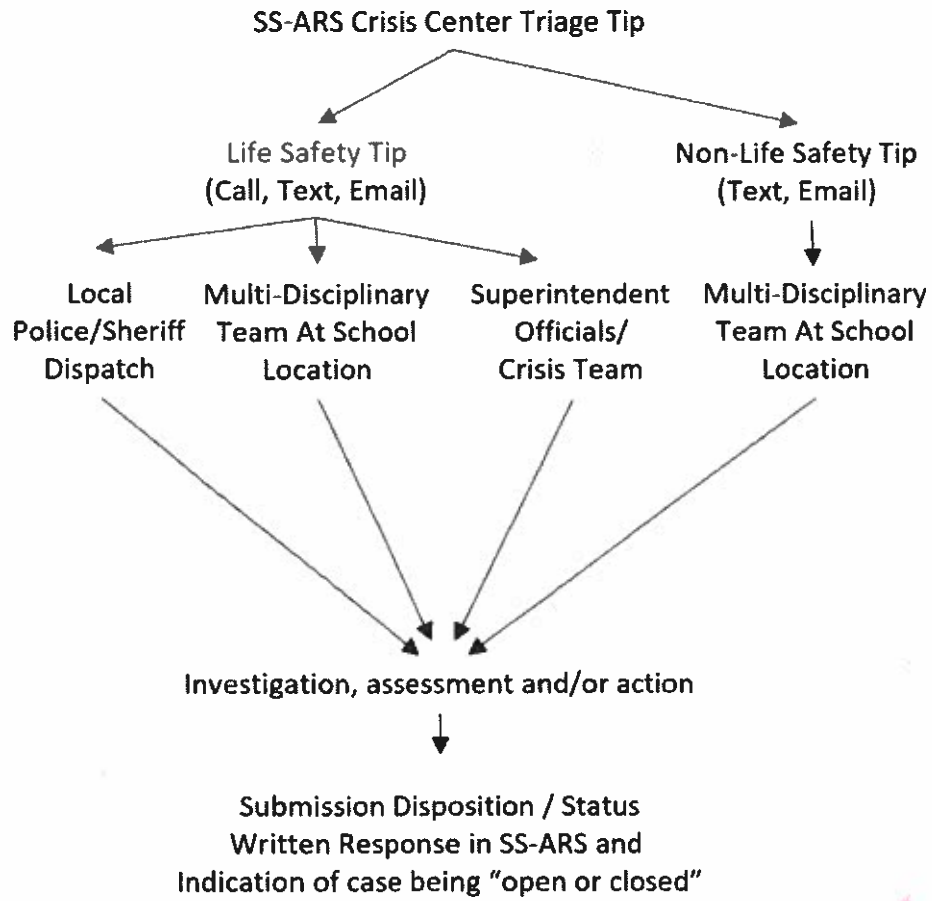 SS-ARS Crisis Center Triage Tip
Life Safety Tip
(Call, Text, Email)
Non-Life Safety Tip
(Text, Email)
Local
Police/Sheriff
Dispatch
Multi-Disciplinary
Team At School
Location
Superintendent
Officials/
Crisis Team
Multi-Disciplinary
Team At School
Location
Investigation, assessment and/or action
Submission Disposition / Status
Written Response in SS-ARS and
Indication of case being "open or closed"